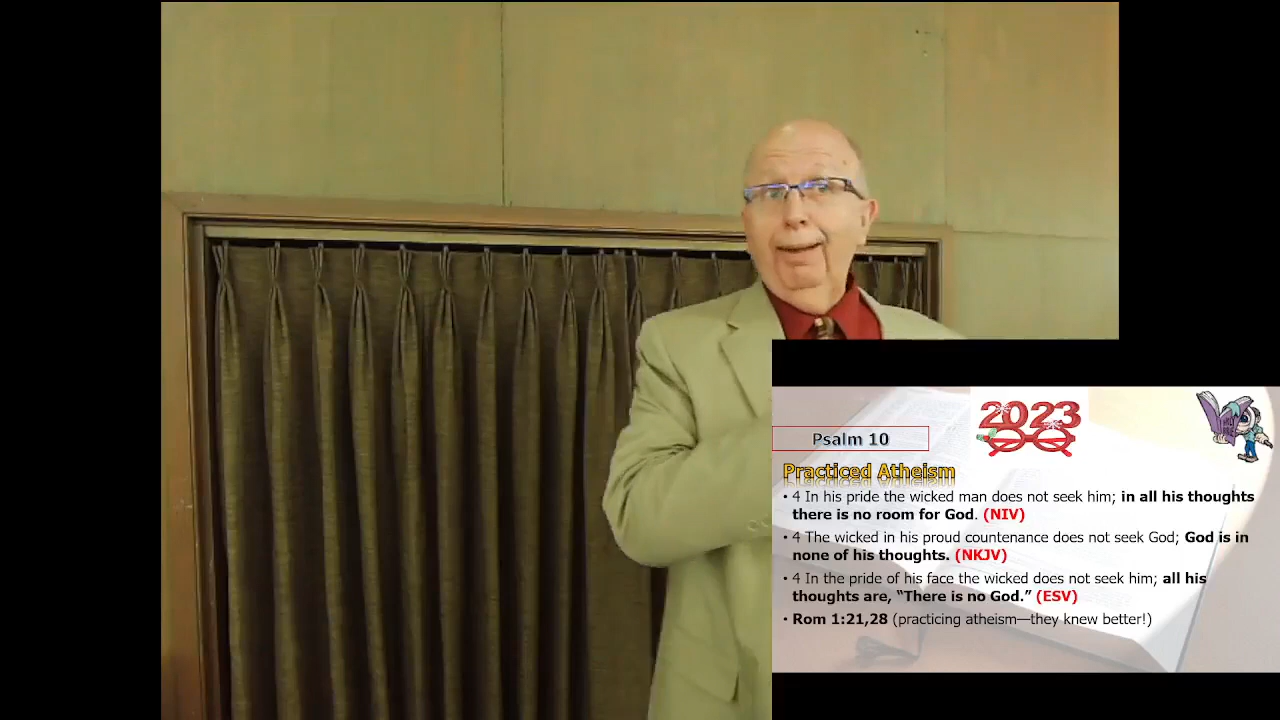 2023
Psalm 10
Practiced Atheism
• 4 In his pride the wicked man does not seek him; in all his thoughts
there is no room for God. (NIV)
• 4 The wicked in his proud countenance does not seek God; God is in
none of his thoughts. (NKJV)
• 4 In the pride of his face the wicked does not seek him; all his
thoughts are, “There is no God.” (ESV)
• Rom 1:21,28 (practicing atheism—they knew better!)